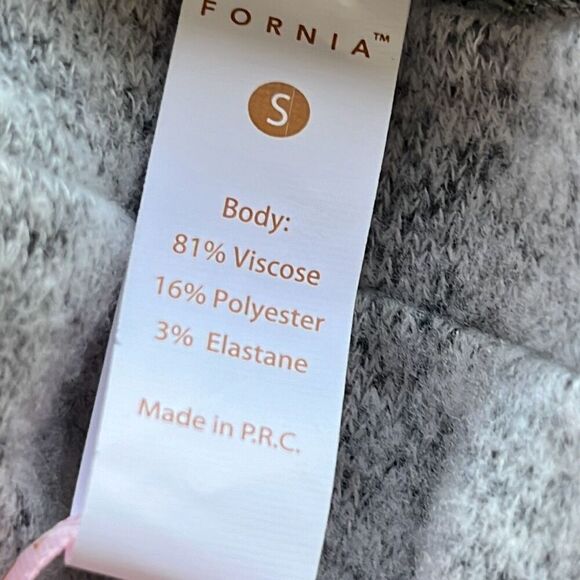 FORNIA™
S
Body:
81% Viscose
16% Polyester
3% Elastane
Made in P.R.C.